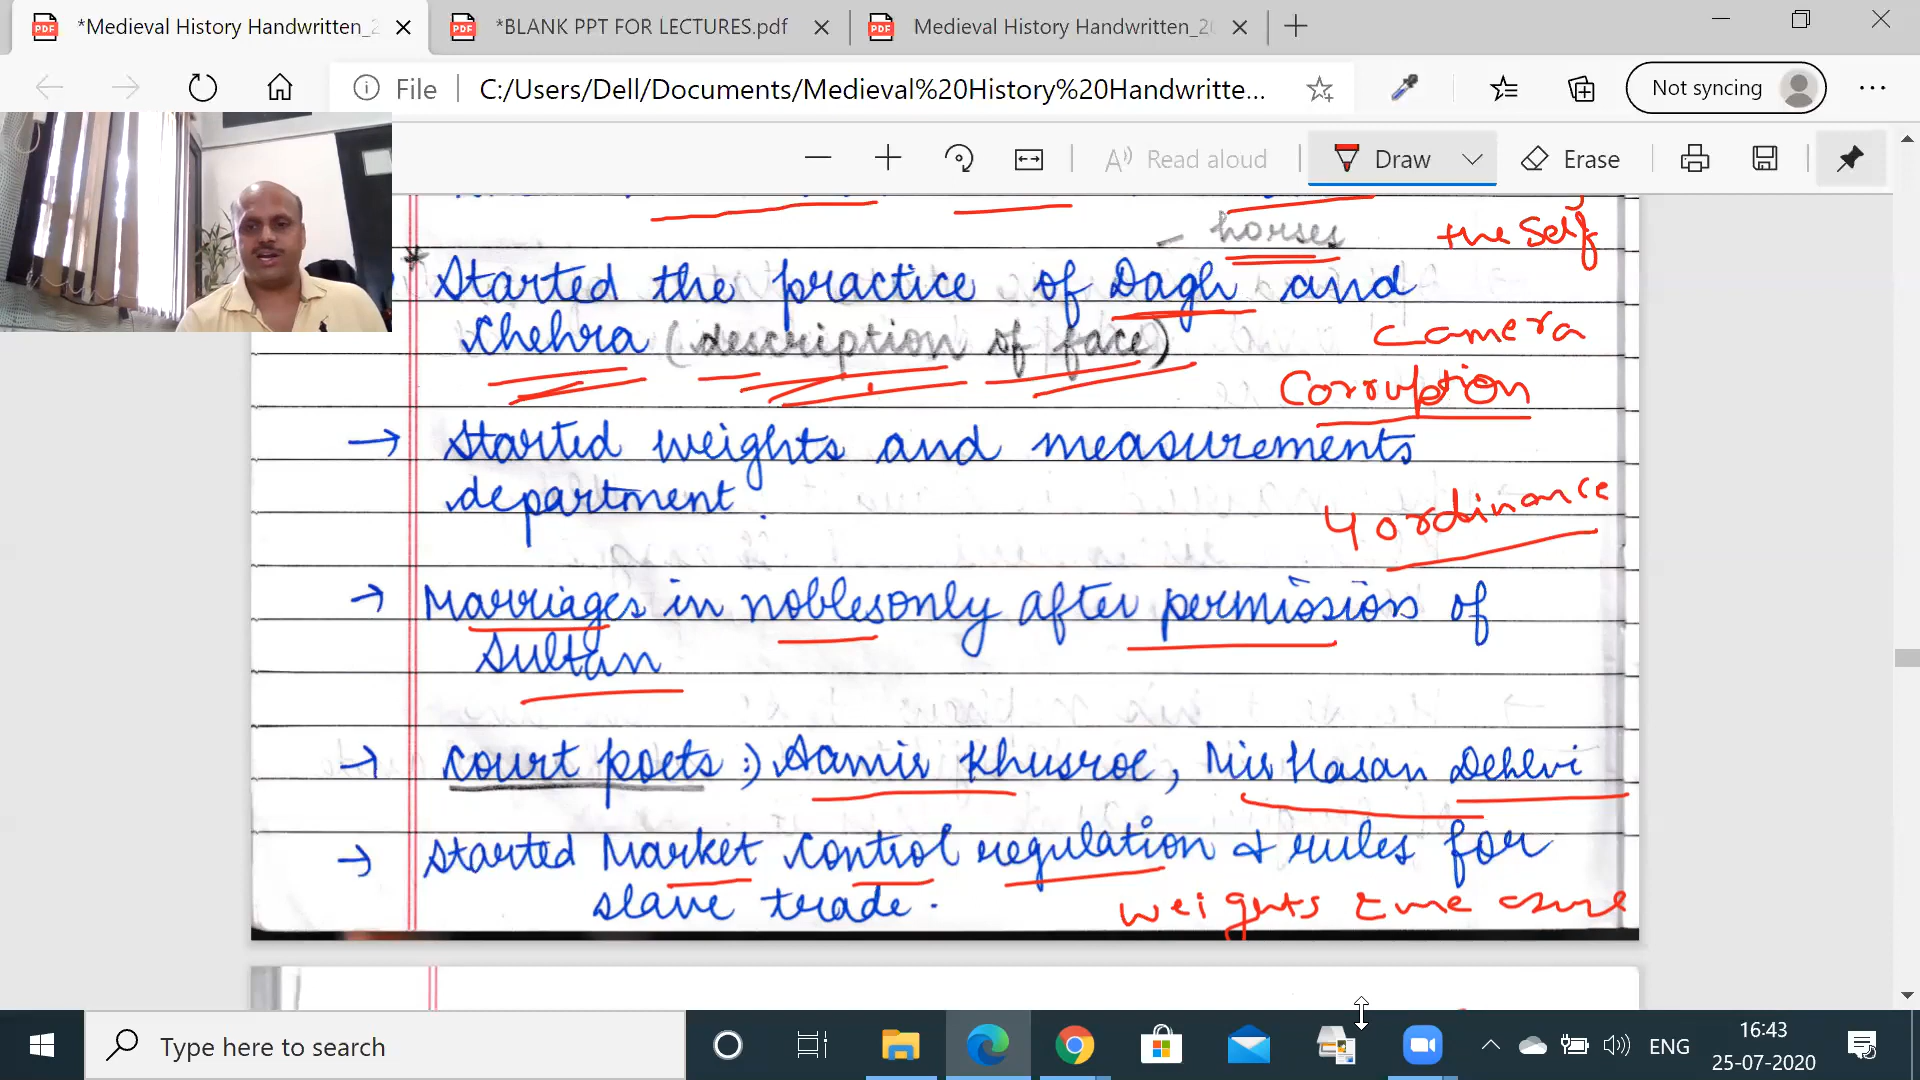 *Medieval History Handwritten_2
*BLANK PPT FOR LECTURES.pdf
Medieval History Handwritten_20
File
C:/Users/Dell/Documents/Medieval%20History%20Handwritte...
Not syncing
Read aloud
Draw
Erase
- horses
the Self
* Started the practice of Dagh and
Chehra (description of face)
Camera
Corruption
→ Started weights and measurements
department.
4 ordinance
→ Marriages in nobles only after permission of
Sultan
→ Court poets :) Aamir Khusroe, Mir Hasan Dehlvi
→ Started Market Control regulation & rules for
slave trade.
weights
Type here to search
ENG
16:43
25-07-2020